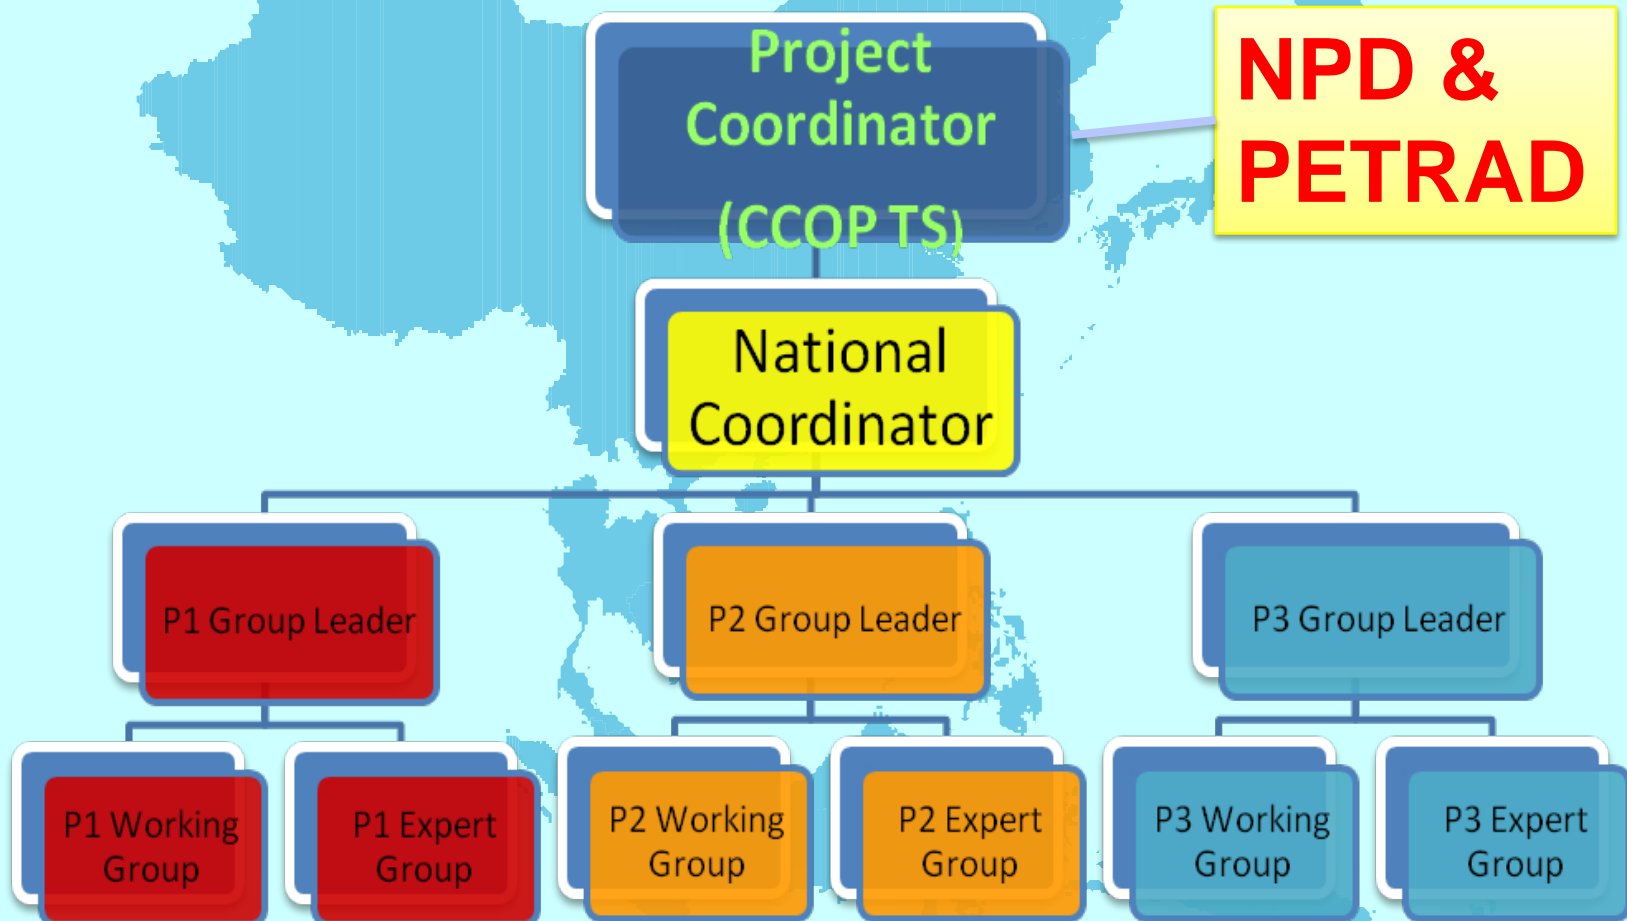 Project
Coordinator
(CCOP TS)
NPD &
PETRAD
National
Coordinator
P1 Group Leader
P2 Group Leader
P3 Group Leader
P1 Working
Group
P1 Expert
Group
P2 Working
Group
P2 Expert
Group
P3 Working
Group
P3 Expert
Group